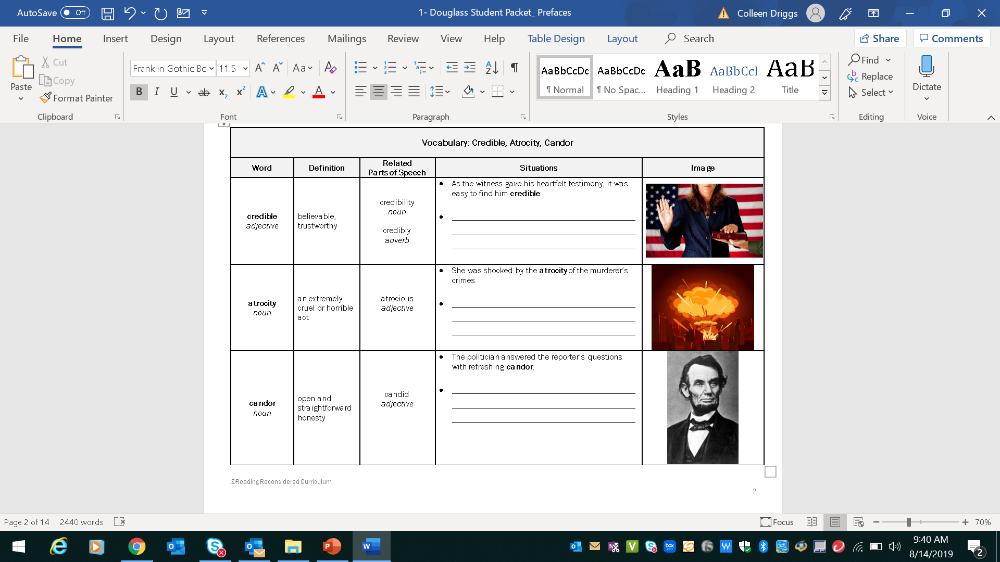 AutoSave Off
1- Douglass Student Packet_ Prefaces
Colleen Driggs
File Home Insert Design Layout References Mailings Review View Help Table Design Layout Search
Share Comments
Paste
Cut
Copy
Format Painter
Clipboard
Franklin Gothic Bc 11.5
Font
Paragraph
AaBbCcDc AaBbCcDc AaB AaBbCcI AaB
¶ Normal ¶ No Spac... Heading 1 Heading 2 Title
Styles
Find
Replace
Select
Editing
Dictate
Voice
Vocabulary: Credible, Atrocity, Candor
Word
Definition
Related
Parts of Speech
Situations
Image
credible
adjective
believable,
trustworthy
credibility
noun
credibly
adverb
As the witness gave his heartfelt testimony, it was
easy to find him credible.
atrocity
noun
an extremely
cruel or horrible
act
atrocious
adjective
She was shocked by the atrocity of the murderer's
crimes.
candor
noun
open and
straightforward
honesty
candid
adjective
The politician answered the reporter's questions
with refreshing candor.
©Reading Reconsidered Curriculum
2
Page 2 of 14 2440 words
Focus
70%
9:40 AM
8/14/2019
2